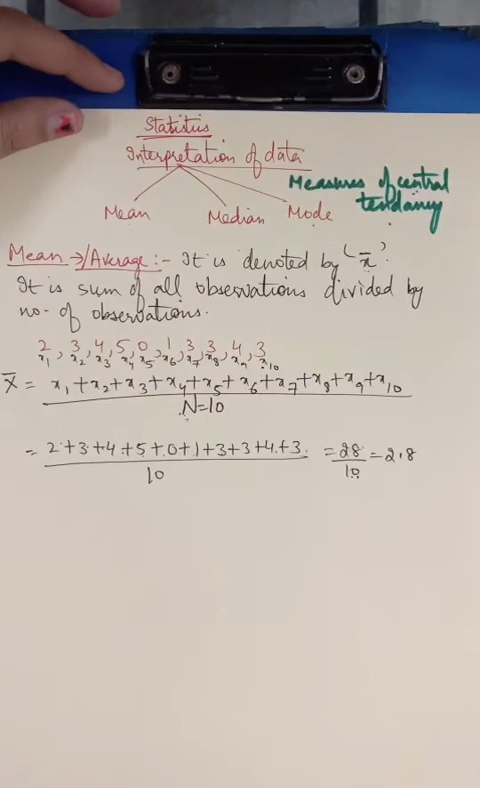 Statistics
Interpretation of data
Measures of central
tendancy
Mean Median Mode
Mean →/Average :- It is denoted by ‘x̄’.
It is sum of all observations divided by
no. of observations.
2, 3, 4, 5, 0, 1, 3, 3, 4, 3
x₁ x₂ x₃ x₄ x₅ x₆ x₇ x₈ x₉ x₁₀
X̄ = x₁+x₂+x₃+x₄+x₅+x₆+x₇+x₈+x₉+x₁₀
N=10
= 2+3+4+5+0+1+3+3+4+3 = 28 = 2.8
10 10